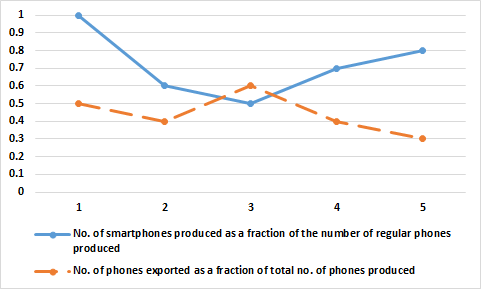 1
0.9
0.8
0.7
0.6
0.5
0.4
0.3
0.2
0.1
0
1 2 3 4 5
No. of smartphones produced as a fraction of the number of regular phones
produced
No. of phones exported as a fraction of total no. of phones produced